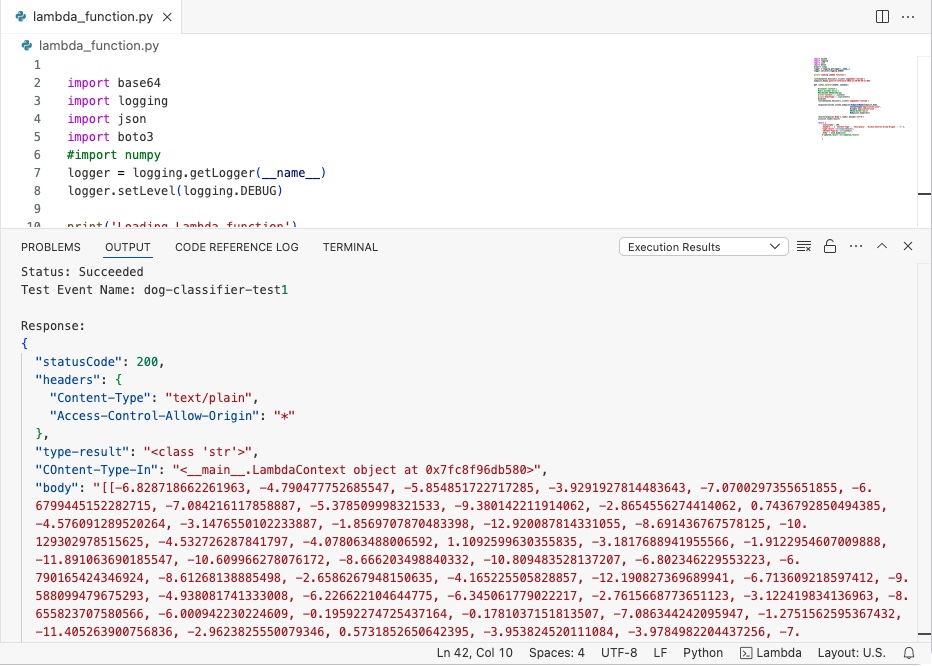 lambda_function.py
lambda_function.py
1
2 import base64
3 import logging
4 import json
5 import boto3
6 #import numpy
7 logger = logging.getLogger(__name__)
8 logger.setLevel(logging.DEBUG)
9
10 print('Loading Lambda function')
PROBLEMS OUTPUT CODE REFERENCE LOG TERMINAL Execution Results
Status: Succeeded
Test Event Name: dog-classifier-test1
Response:
{
"statusCode": 200,
"headers": {
"Content-Type": "text/plain",
"Access-Control-Allow-Origin": "*"
},
"type-result": "<class 'str'>",
"COntent-Type-In": "<__main__.LambdaContext object at 0x7fc8f96db580>",
"body": "[[-6.828718662261963, -4.790477752685547, -5.854851722717285, -3.9291927814483643, -7.0700297355651855, -6.
6799445152282715, -7.084216117858887, -5.378509998321533, -9.380142211914062, -2.8654556274414062, 0.7436792850494385,
-4.576091289520264, -3.1476550102233887, -1.8569707870483398, -12.920087814331055, -8.691436767578125, -10.
129302978515625, -4.532726287841797, -4.078063488006592, 1.1092599630355835, -3.1817688941955566, -1.9122954607009888,
-11.891063690185547, -10.609966278076172, -8.666203498840332, -10.809483528137207, -6.802346229553223, -6.
790165424346924, -8.61268138885498, -2.6586267948150635, -4.165225505828857, -12.190827369689941, -6.713609218597412, -9.
588099479675293, -4.938081741333008, -6.226622104644775, -6.345061779022217, -2.7615668773651123, -3.122419834136963, -8.
655823707580566, -6.000942230224609, -0.19592274725437164, -0.1781037151813507, -7.086344242095947, -1.2751562595367432,
-11.405263900756836, -2.9623825550079346, 0.5731852650642395, -3.953824520111084, -3.9784982204437256, -7.
Ln 42, Col 10 Spaces: 4 UTF-8 LF Python Lambda Layout: U.S.